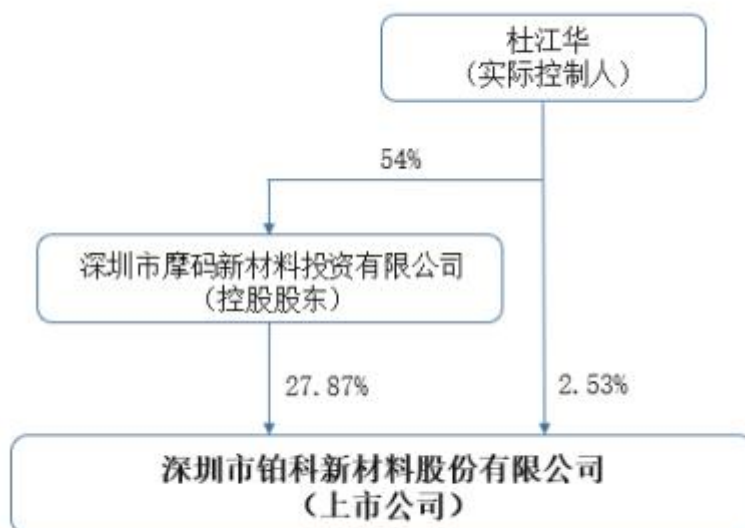 杜江华
（实际控制人）
54%
深圳市摩码新材料投资有限公司
（控股股东）
27.87%
2.53%
深圳市铂科新材料股份有限公司
（上市公司）